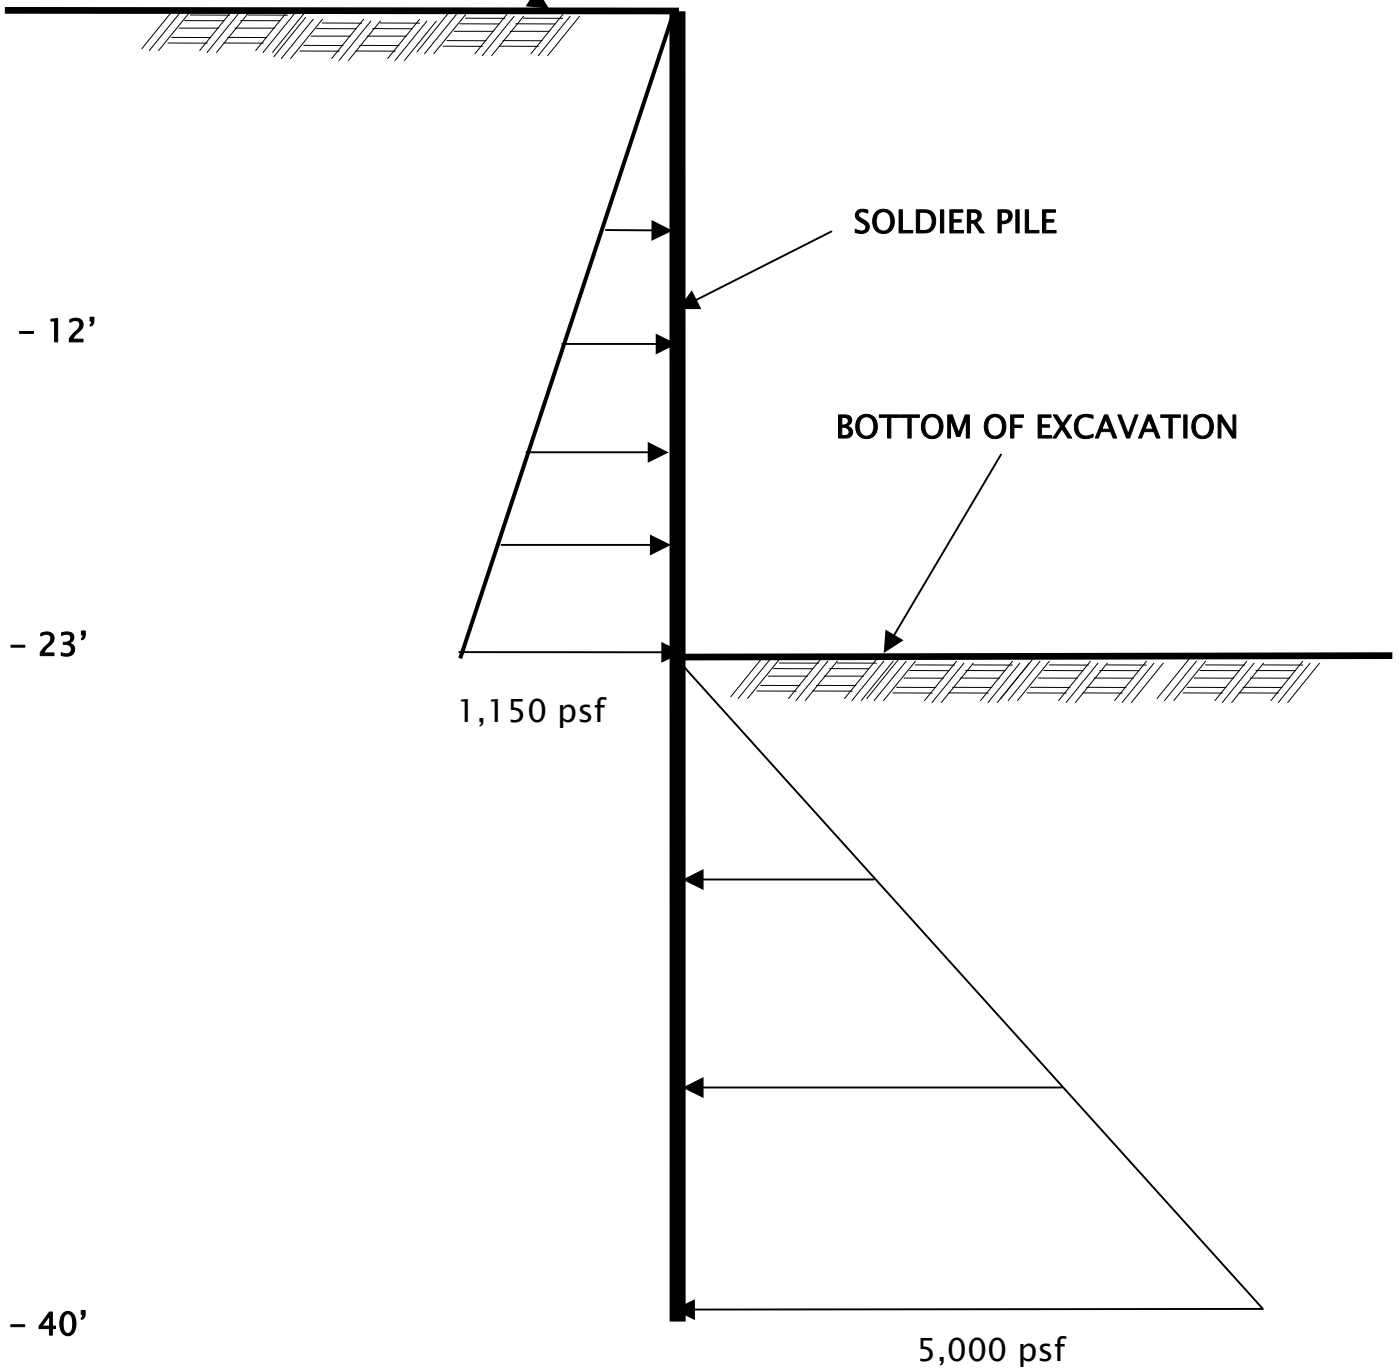 SOLDIER PILE
– 12’
BOTTOM OF EXCAVATION
– 23’
1,150 psf
– 40’
5,000 psf